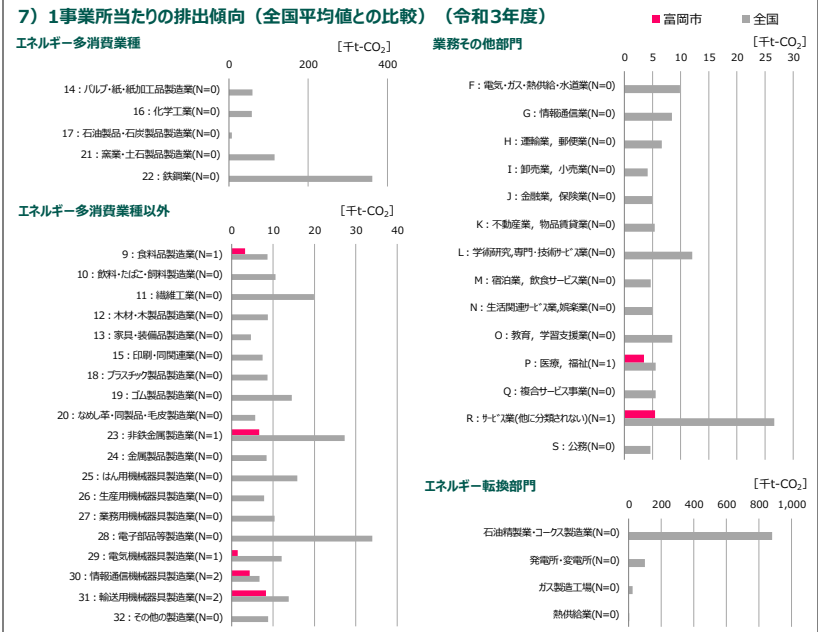 7）1事業所当たりの排出傾向（全国平均値との比較）（令和3年度）
■富岡市 ■全国
エネルギー多消費業種
[千t-CO₂]
0 200 400
14：パルプ・紙・紙加工品製造業(N=0)
16：化学工業(N=0)
17：石油製品・石炭製品製造業(N=0)
21：窯業・土石製品製造業(N=0)
22：鉄鋼業(N=0)
エネルギー多消費業種以外
[千t-CO₂]
0 10 20 30 40
9：食料品製造業(N=1)
10：飲料・たばこ・飼料製造業(N=0)
11：繊維工業(N=0)
12：木材・木製品製造業(N=0)
13：家具・装備品製造業(N=0)
15：印刷・同関連業(N=0)
18：プラスチック製品製造業(N=0)
19：ゴム製品製造業(N=0)
20：なめし革・同製品・毛皮製造業(N=0)
23：非鉄金属製造業(N=1)
24：金属製品製造業(N=0)
25：はん用機械器具製造業(N=0)
26：生産用機械器具製造業(N=0)
27：業務用機械器具製造業(N=0)
28：電子部品等製造業(N=0)
29：電気機械器具製造業(N=1)
30：情報通信機械器具製造業(N=2)
31：輸送用機械器具製造業(N=2)
32：その他の製造業(N=0)
業務その他部門
[千t-CO₂]
0 5 10 15 20 25 30
F：電気・ガス・熱供給・水道業(N=0)
G：情報通信業(N=0)
H：運輸業，郵便業(N=0)
I：卸売業，小売業(N=0)
J：金融業，保険業(N=0)
K：不動産業，物品賃貸業(N=0)
L：学術研究,専門・技術サービス業(N=0)
M：宿泊業，飲食サービス業(N=0)
N：生活関連サービス業,娯楽業(N=0)
O：教育，学習支援業(N=0)
P：医療，福祉(N=1)
Q：複合サービス事業(N=0)
R：サービス業(他に分類されない)(N=1)
S：公務(N=0)
エネルギー転換部門
[千t-CO₂]
0 200 400 600 800 1,000
石油精製業・コークス製造業(N=0)
発電所・変電所(N=0)
ガス製造工場(N=0)
熱供給業(N=0)